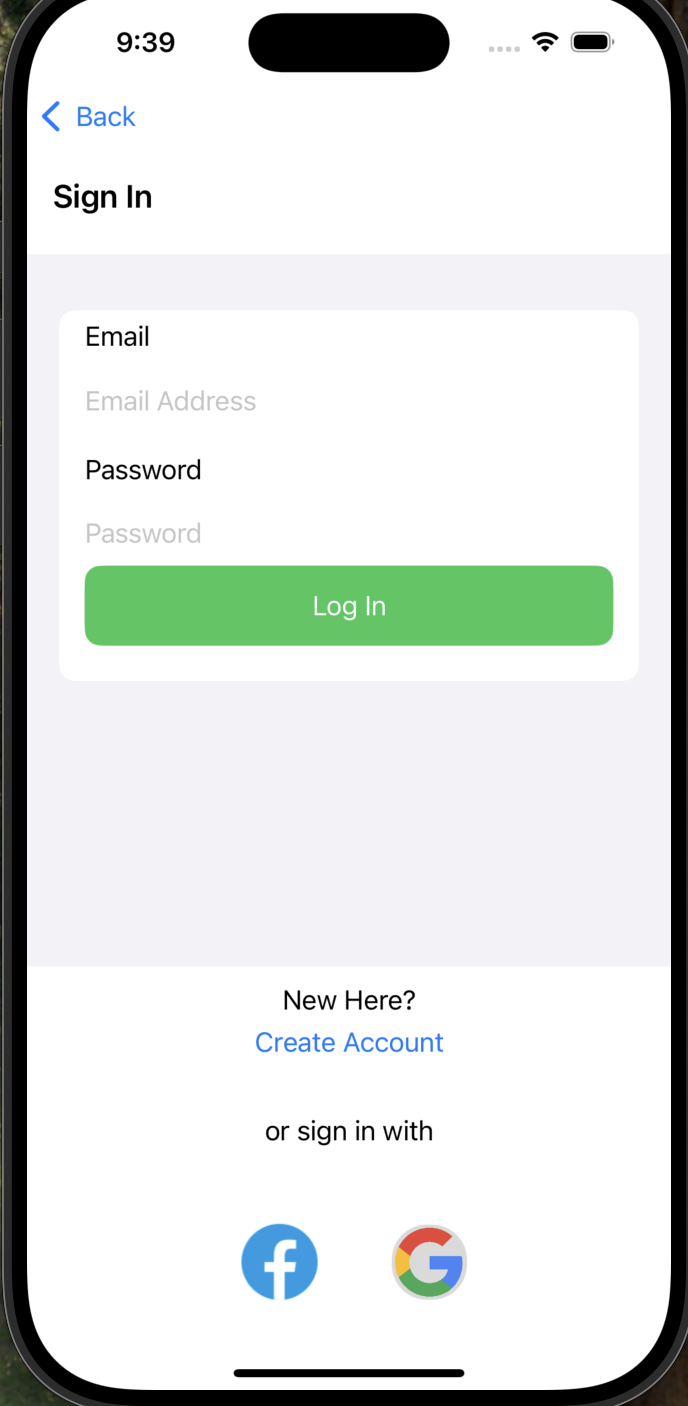 9:39
Back
Sign In
Email
Email Address
Password
Password
Log In
New Here?
Create Account
or sign in with